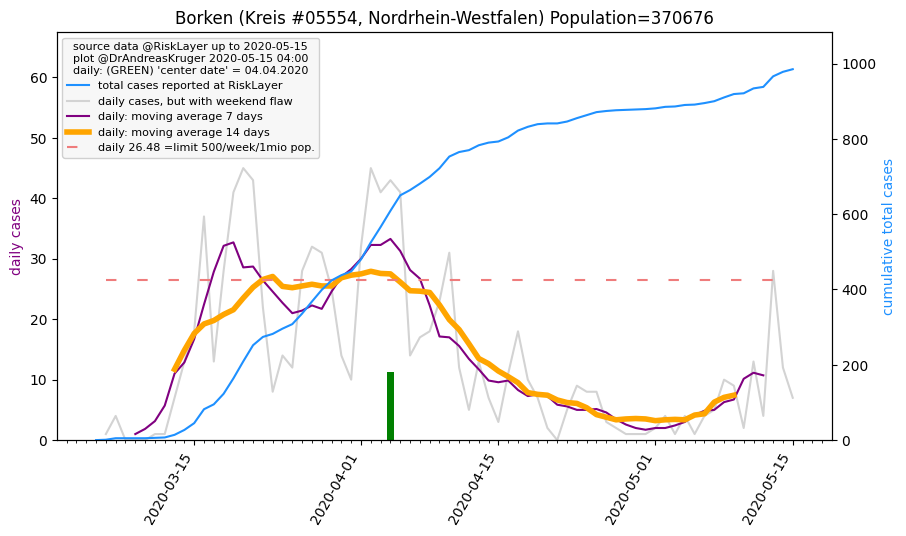 Borken (Kreis #05554, Nordrhein-Westfalen) Population=370676
source data @RiskLayer up to 2020-05-15
plot @DrAndreasKruger 2020-05-15 04:00
daily: (GREEN) 'center date' = 04.04.2020
total cases reported at RiskLayer
daily cases, but with weekend flaw
daily: moving average 7 days
daily: moving average 14 days
daily 26.48 =limit 500/week/1mio pop.
daily cases
60
50
40
30
20
10
0
cumulative total cases
1000
800
600
400
200
0
2020-03-15
2020-04-01
2020-04-15
2020-05-01
2020-05-15